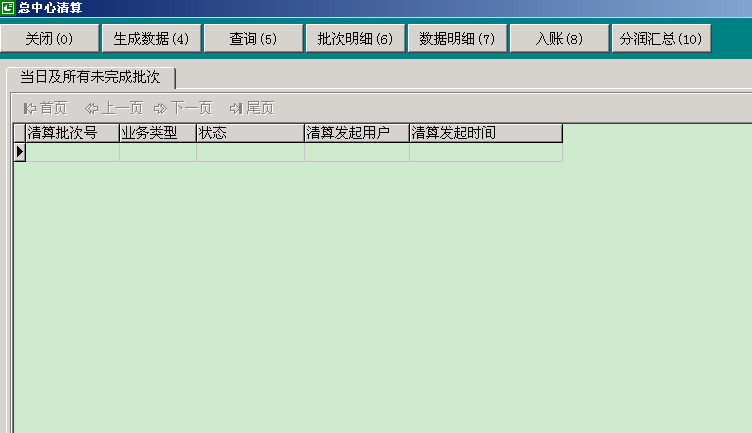 总中心清算
关闭(0) 生成数据(4) 查询(5) 批次明细(6) 数据明细(7) 入账(8) 分润汇总(10)
当日及所有未完成批次
首页 上一页 下一页 尾页
清算批次号 业务类型 状态 清算发起用户 清算发起时间